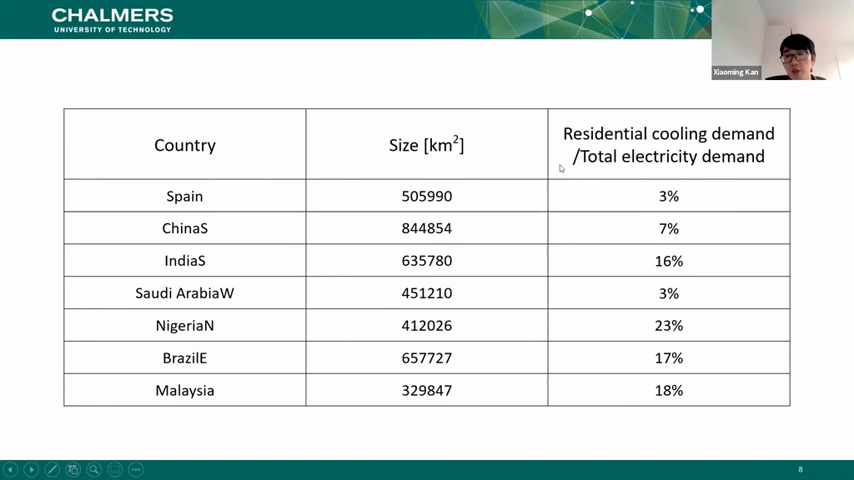 CHALMERS
UNIVERSITY OF TECHNOLOGY
Xiaoming Kan
Country Size [km²] Residential cooling demand
/Total electricity demand
Spain 505990 3%
ChinaS 844854 7%
IndiaS 635780 16%
Saudi ArabiaW 451210 3%
NigeriaN 412026 23%
BrazilE 657727 17%
Malaysia 329847 18%
8